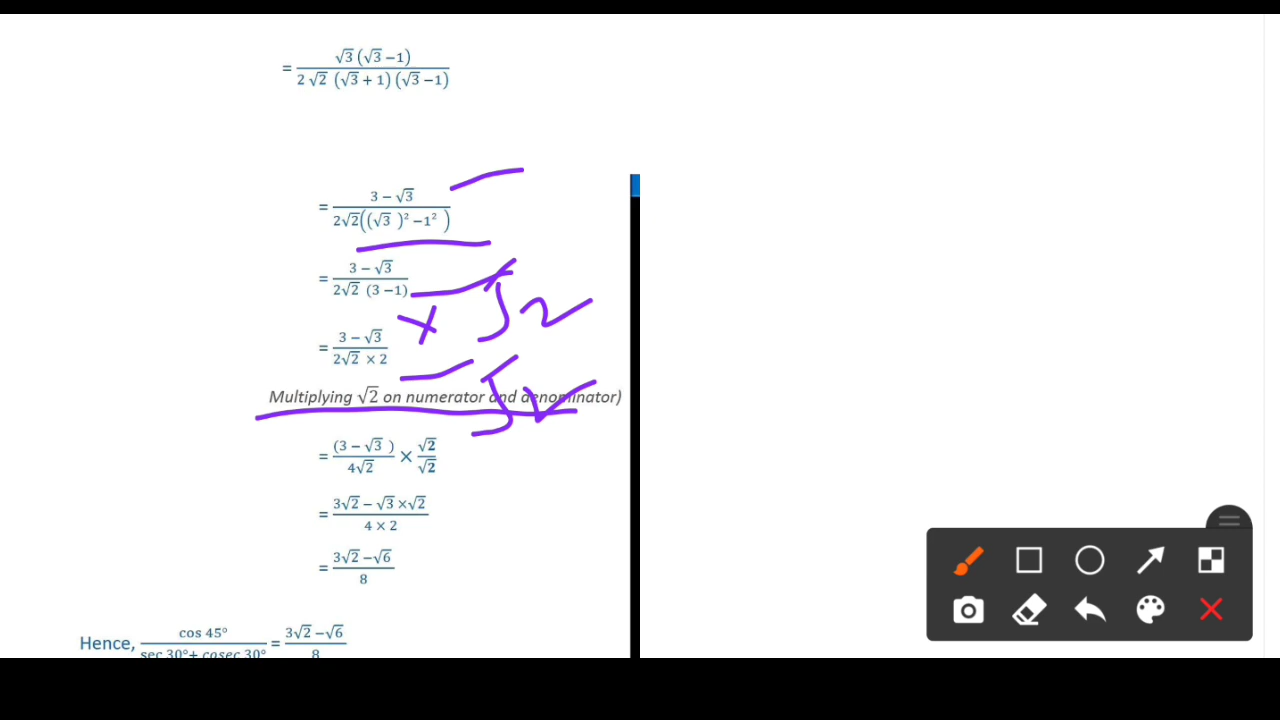 = √3 (√3 −1) / 2 √2 (√3 + 1) (√3 −1)
= 3 − √3 / 2√2((√3 )² −1² )
= 3 − √3 / 2√2 (3 −1)
× √2
= 3 − √3 / 2√2 × 2
√2
Multiplying √2 on numerator and denominator)
= (3 − √3 ) / 4√2 × √2 / √2
= 3√2 − √3 ×√2 / 4 × 2
= 3√2 −√6 / 8
Hence, cos 45° / sec 30°+ cosec 30° = 3√2 −√6 / 8